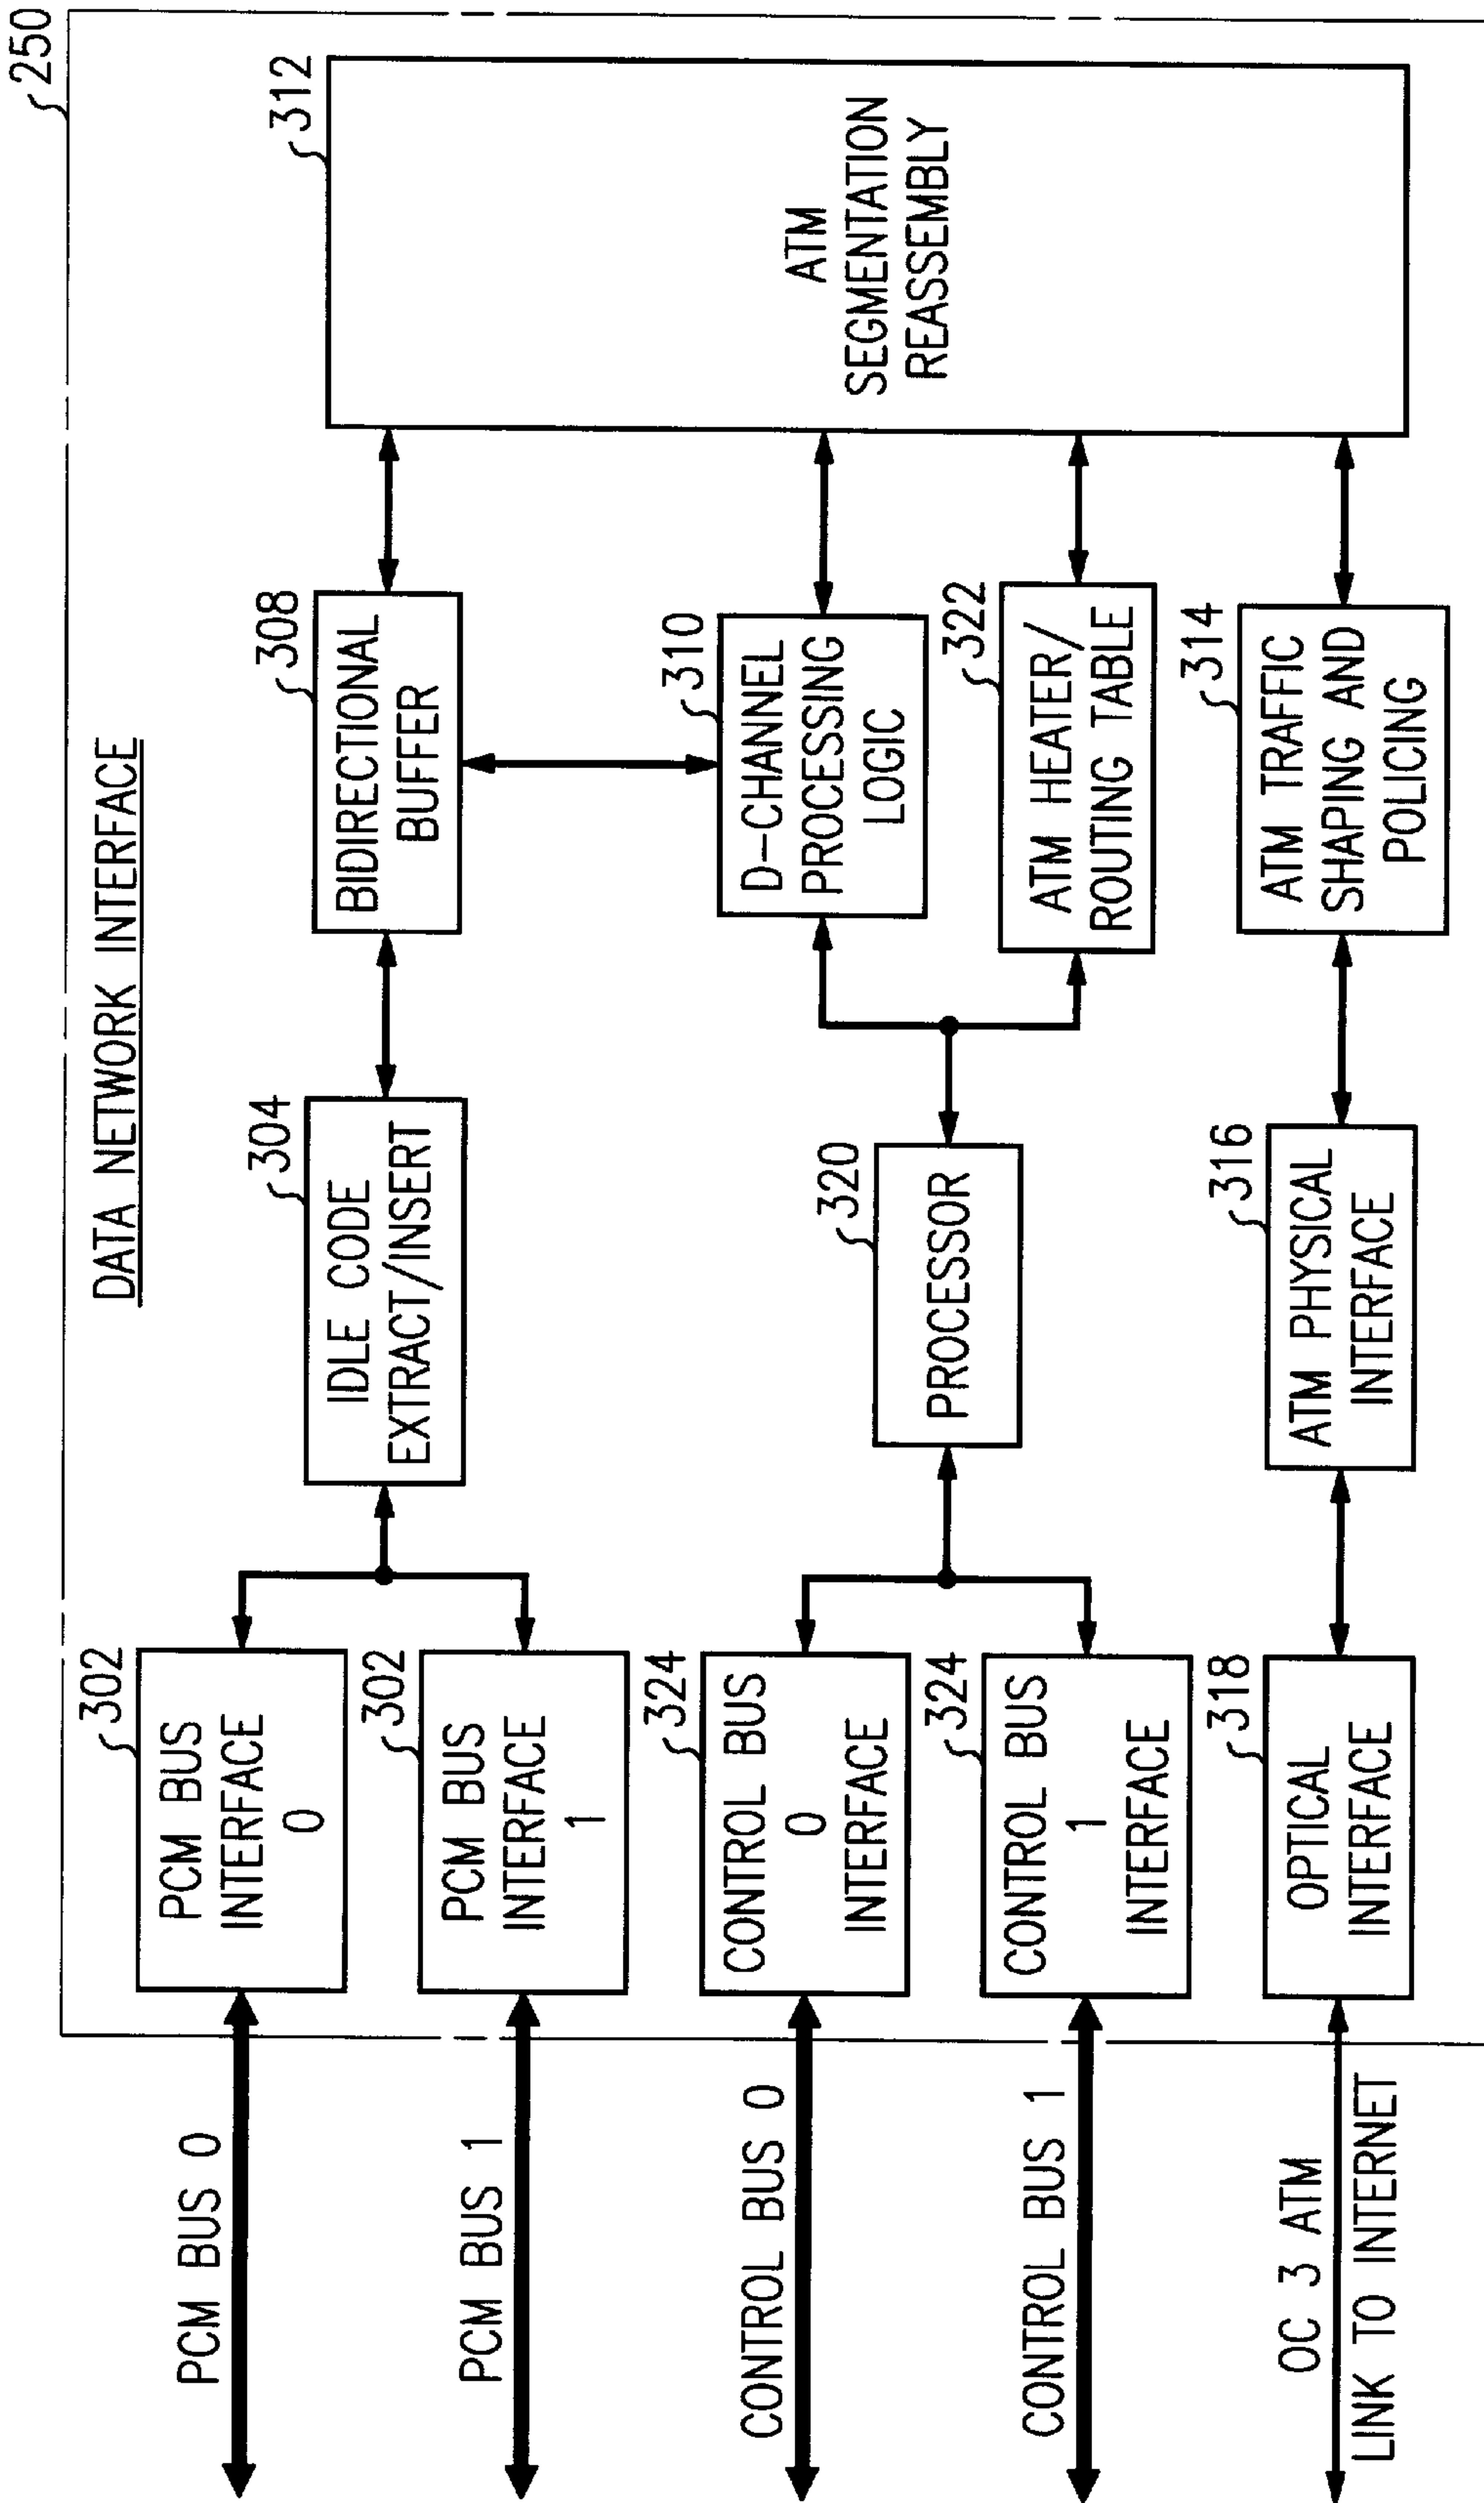 250
DATA NETWORK INTERFACE
PCM BUS 0
302
PCM BUS
INTERFACE
0
304
IDLE CODE
EXTRACT/INSERT
308
BIDIRECTIONAL
BUFFER
312
ATM
SEGMENTATION
REASSEMBLY
PCM BUS 1
302
PCM BUS
INTERFACE
1
CONTROL BUS 0
324
CONTROL BUS
0
INTERFACE
320
PROCESSOR
310
D-CHANNEL
PROCESSING
LOGIC
CONTROL BUS 1
324
CONTROL BUS
1
INTERFACE
322
ATM HEATER/
ROUTING TABLE
OC 3 ATM
LINK TO INTERNET
318
OPTICAL
INTERFACE
316
ATM PHYSICAL
INTERFACE
314
ATM TRAFFIC
SHAPING AND
POLICING